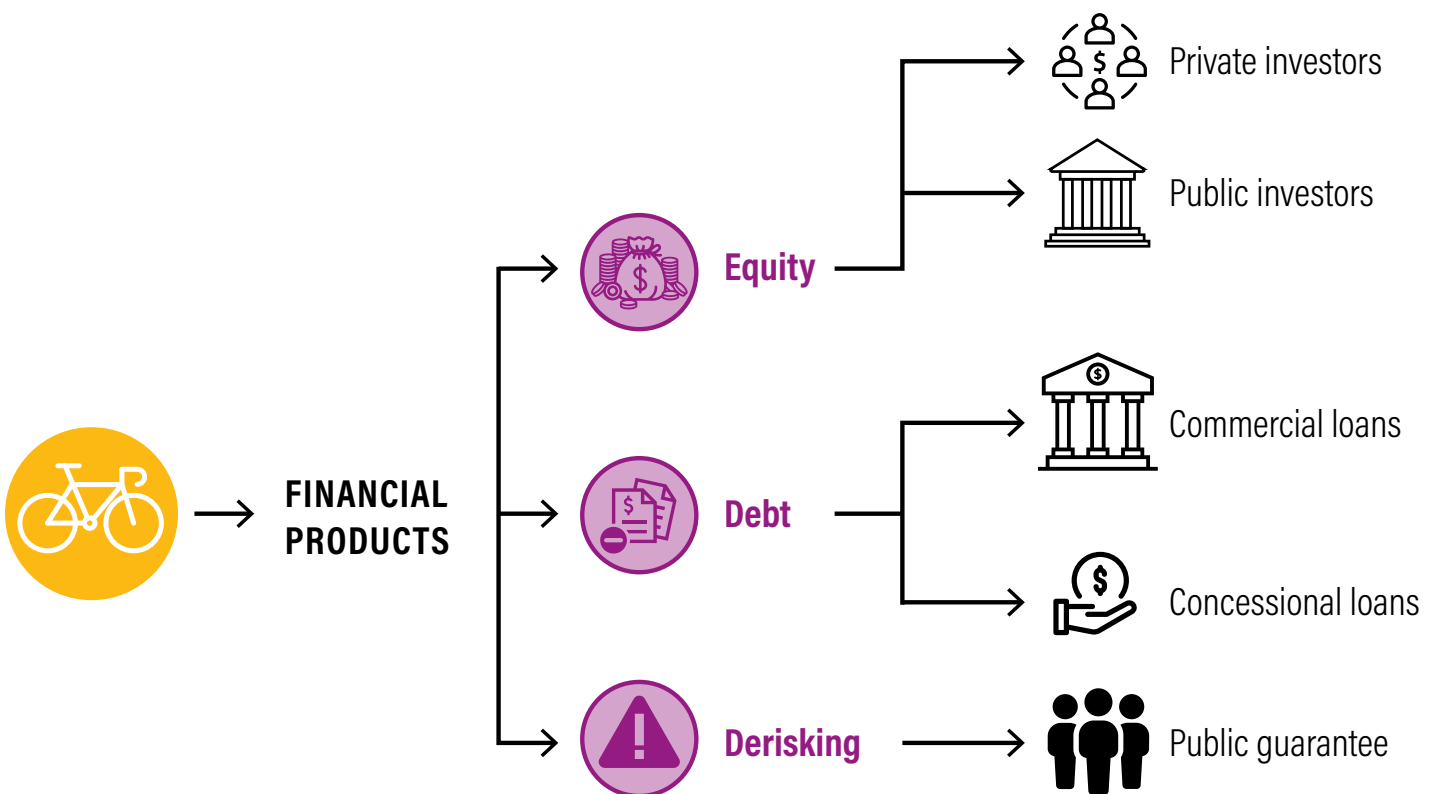 Private investors
Public investors
Equity
Commercial loans
FINANCIAL
PRODUCTS
Debt
Concessional loans
Derisking
Public guarantee